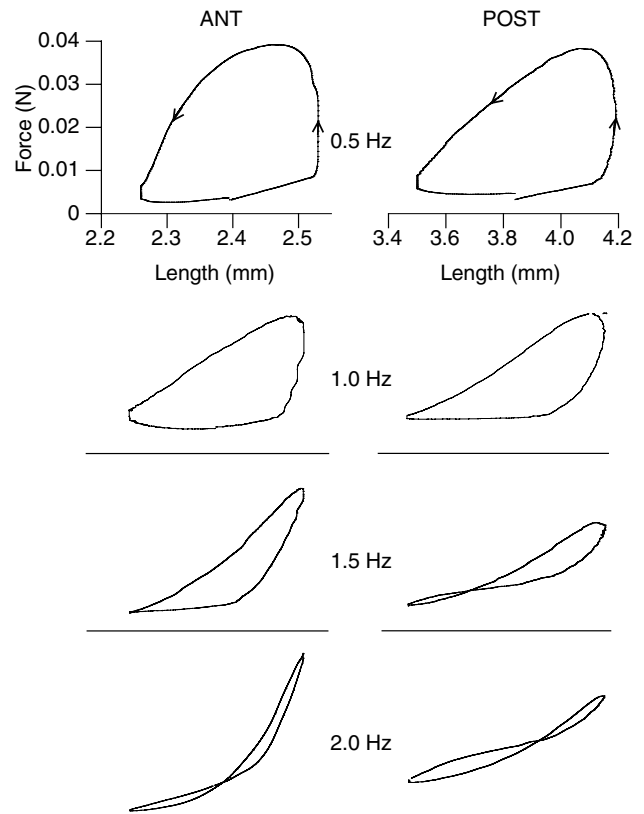 ANT
POST
0.04
0.03
0.02
0.01
0
Force (N)
0.5 Hz
2.2 2.3 2.4 2.5
3.4 3.6 3.8 4.0 4.2
Length (mm)
Length (mm)
1.0 Hz
1.5 Hz
2.0 Hz